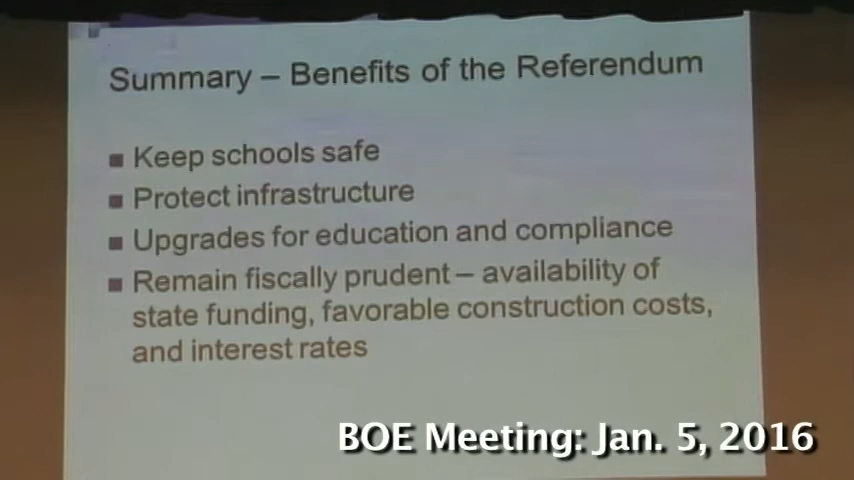 Summary – Benefits of the Referendum
Keep schools safe
Protect infrastructure
Upgrades for education and compliance
Remain fiscally prudent – availability of
state funding, favorable construction costs,
and interest rates
BOE Meeting: Jan. 5, 2016